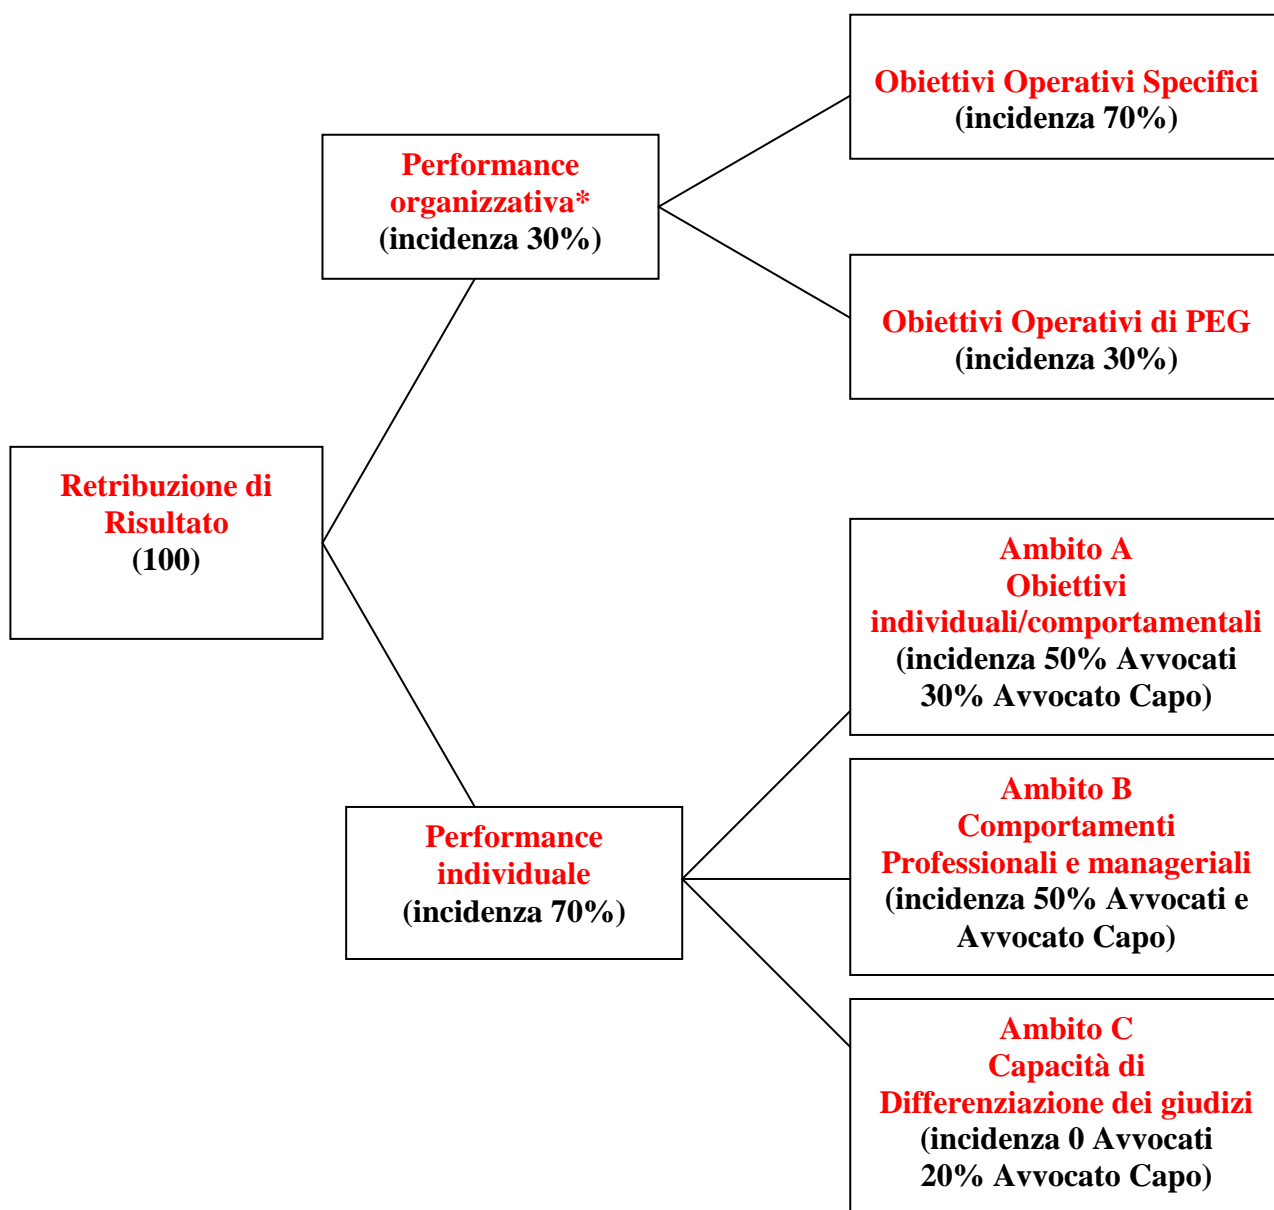 Obiettivi Operativi Specifici
(incidenza 70%)
Performance
organizzativa*
(incidenza 30%)
Obiettivi Operativi di PEG
(incidenza 30%)
Retribuzione di
Risultato
(100)
Ambito A
Obiettivi
individuali/comportamentali
(incidenza 50% Avvocati
30% Avvocato Capo)
Performance
individuale
(incidenza 70%)
Ambito B
Comportamenti
Professionali e manageriali
(incidenza 50% Avvocati e
Avvocato Capo)
Ambito C
Capacità di
Differenziazione dei giudizi
(incidenza 0 Avvocati
20% Avvocato Capo)